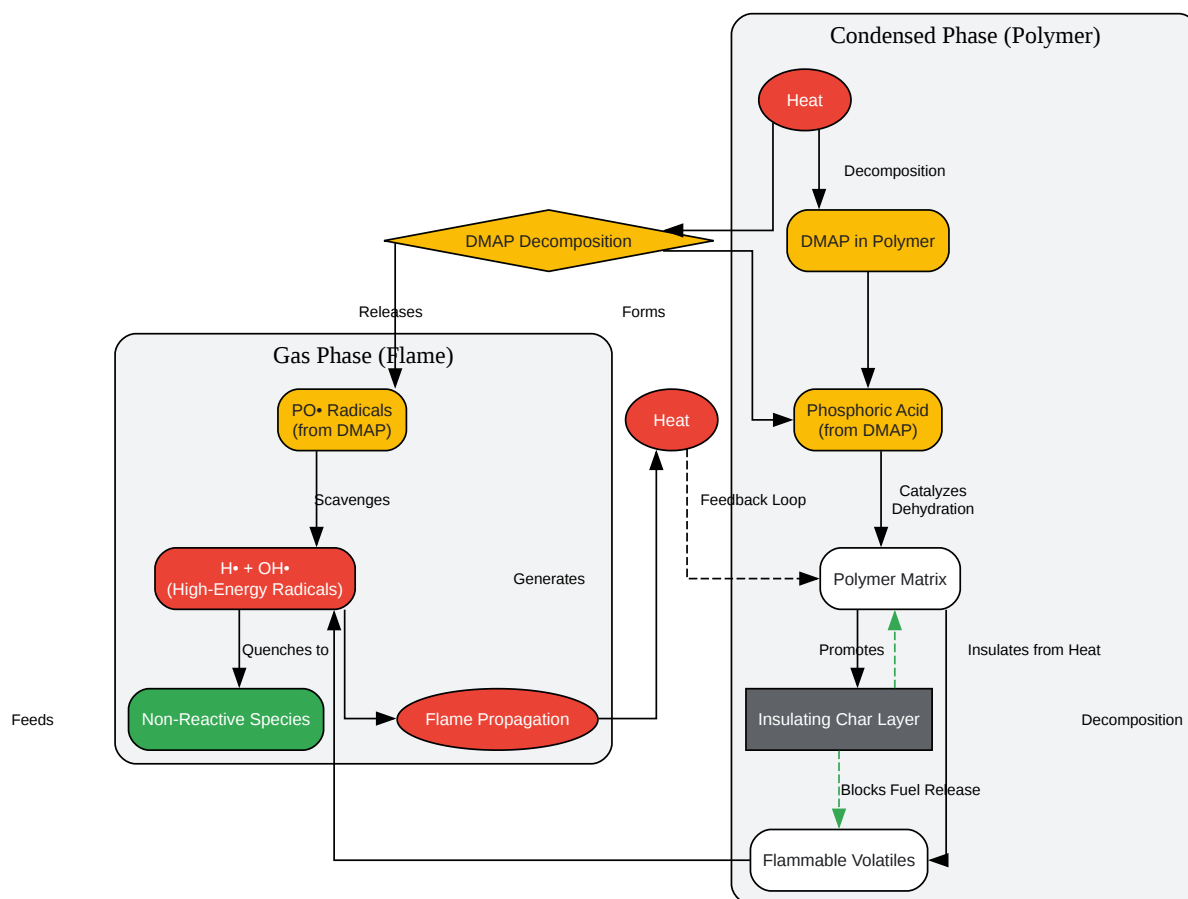 Condensed Phase (Polymer)
Heat
Decomposition
DMAP Decomposition
DMAP in Polymer
Releases
Forms
Gas Phase (Flame)
PO• Radicals
(from DMAP)
Heat
Phosphoric Acid
(from DMAP)
Scavenges
Feedback Loop
Catalyzes
Dehydration
H• + OH•
(High-Energy Radicals)
Generates
Polymer Matrix
Quenches to
Promotes
Insulates from Heat
Feeds
Non-Reactive Species
Flame Propagation
Insulating Char Layer
Decomposition
Blocks Fuel Release
Flammable Volatiles